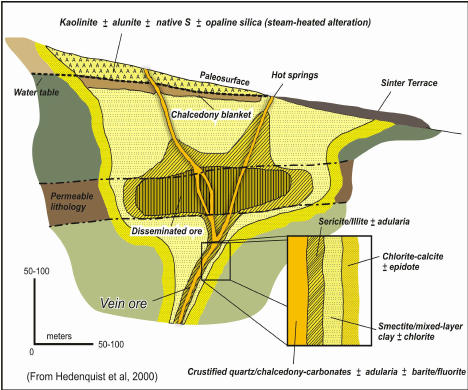 Kaolinite ± alunite ± native S ± opaline silica (steam-heated alteration)
Paleosurface
Hot springs
Water table
Sinter Terrace
Chalcedony blanket
Permeable
lithology
Disseminated ore
Sericite/Illite ± adularia
Chlorite-calcite
± epidote
50-100
Vein ore
Smectite/mixed-layer
clay ± chlorite
meters
0
50-100
(From Hedenquist et al, 2000)
Crustified quartz/chalcedony-carbonates ± adularia ± barite/fluorite